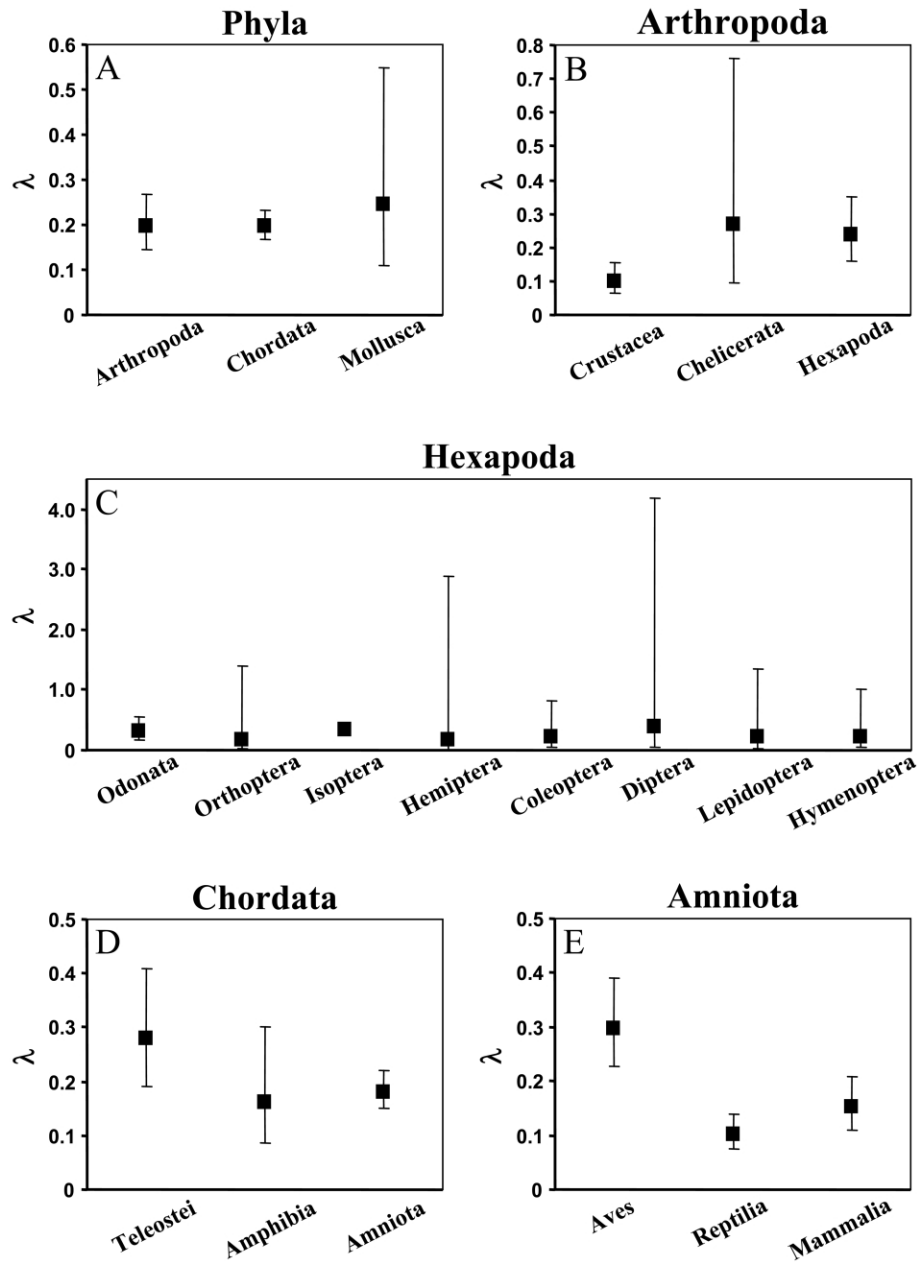 Phyla
A
0.6
0.5
0.4
0.3
0.2
0.1
0
λ
Arthropoda
Chordata
Mollusca
Arthropoda
B
0.8
0.7
0.6
0.5
0.4
0.3
0.2
0.1
0
λ
Crustacea
Chelicerata
Hexapoda
Hexapoda
C
4.0
3.0
2.0
1.0
0
λ
Odonata
Orthoptera
Isoptera
Hemiptera
Coleoptera
Diptera
Lepidoptera
Hymenoptera
Chordata
D
0.5
0.4
0.3
0.2
0.1
0
λ
Teleostei
Amphibia
Amniota
Amniota
E
0.5
0.4
0.3
0.2
0.1
0
λ
Aves
Reptilia
Mammalia